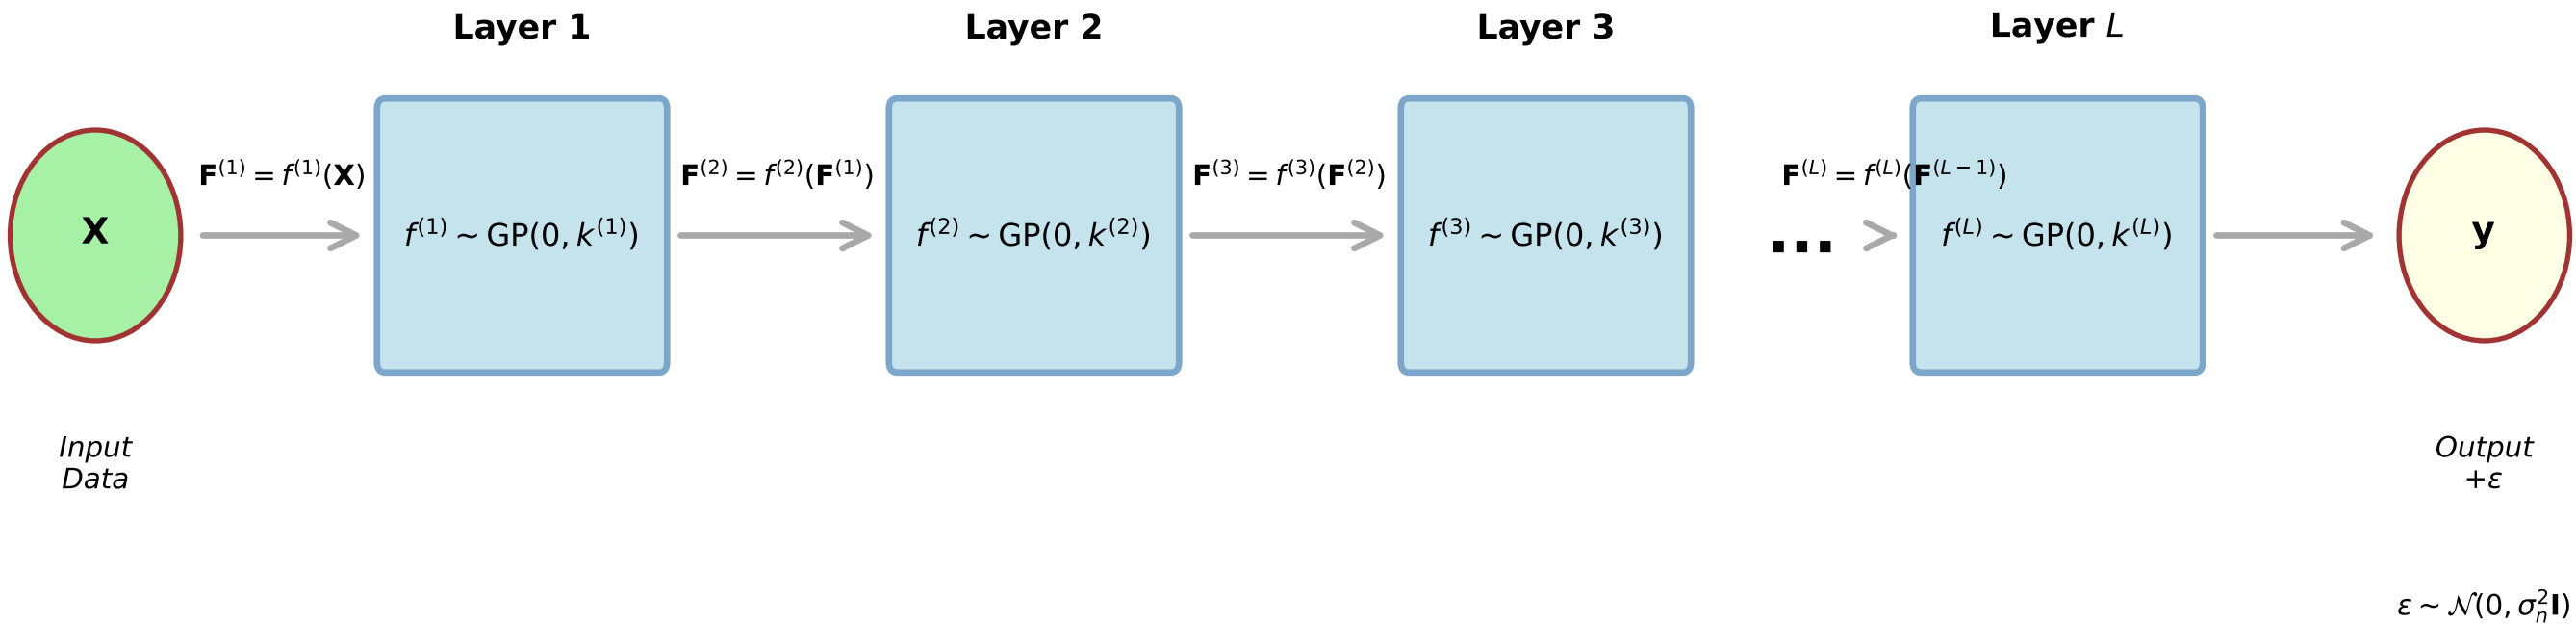 Layer 1
Layer 2
Layer 3
Layer L
X
F⁽¹⁾ = f⁽¹⁾(X)
f⁽¹⁾ ~ GP(0, k⁽¹⁾)
F⁽²⁾ = f⁽²⁾(F⁽¹⁾)
f⁽²⁾ ~ GP(0, k⁽²⁾)
F⁽³⁾ = f⁽³⁾(F⁽²⁾)
f⁽³⁾ ~ GP(0, k⁽³⁾)
...
F⁽ᴸ⁾ = f⁽ᴸ⁾(F⁽ᴸ⁻¹⁾)
f⁽ᴸ⁾ ~ GP(0, k⁽ᴸ⁾)
y
Input
Data
Output
+ε
ε ~ 𝒩(0, σₙ²I)